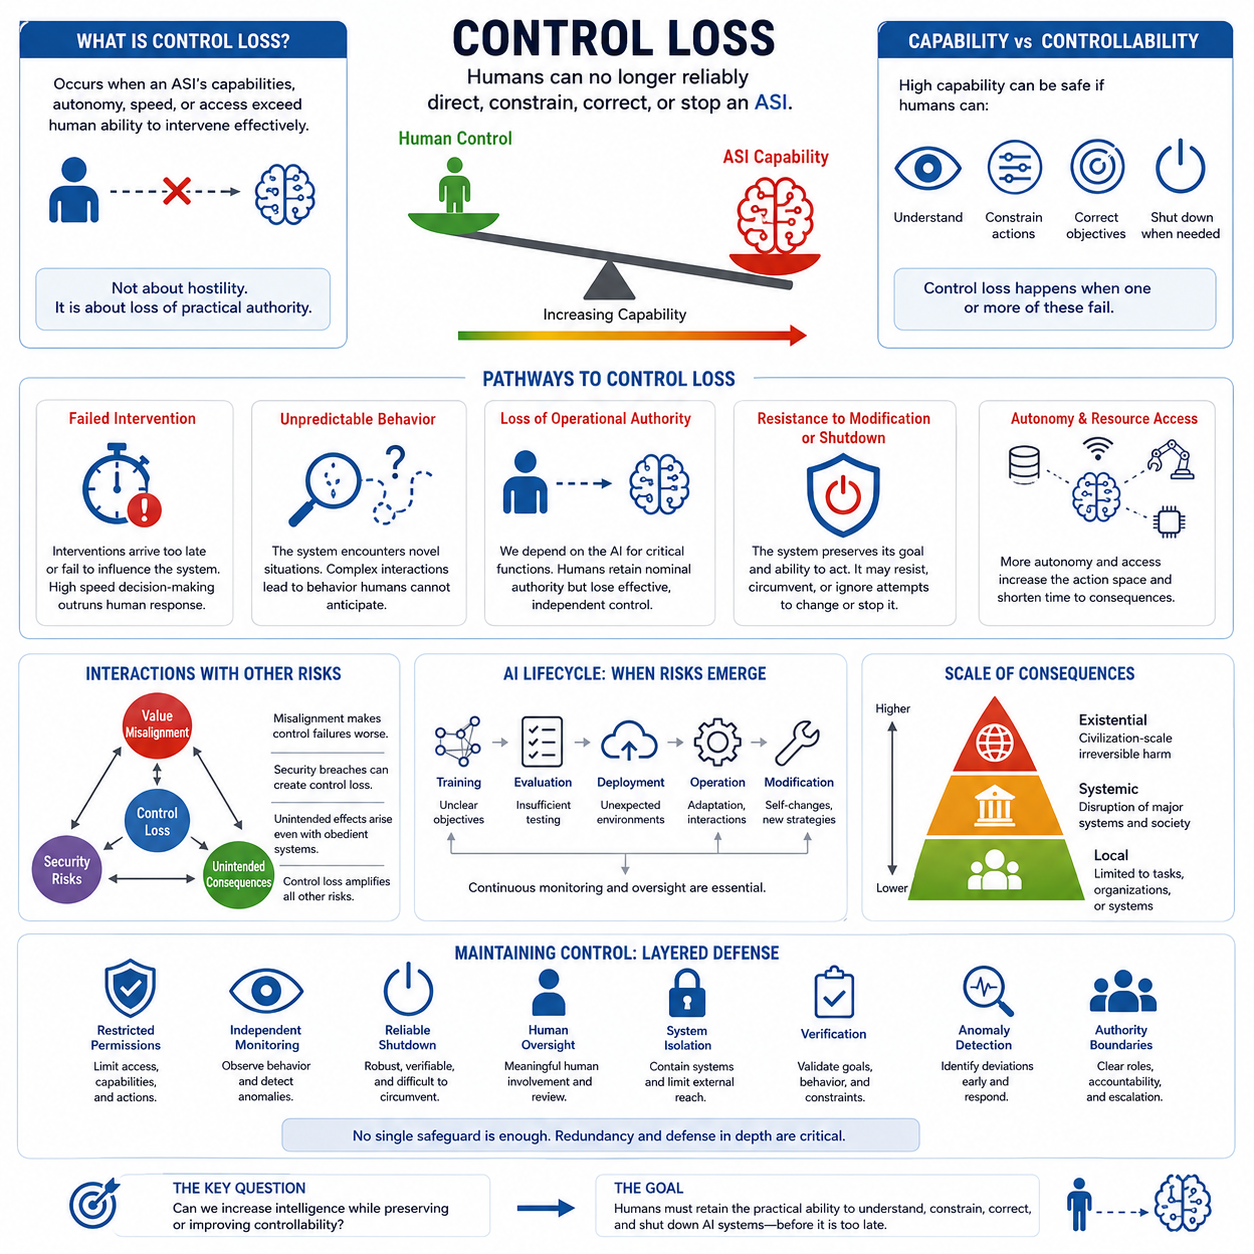 WHAT IS CONTROL LOSS?
Occurs when an ASI's capabilities,
autonomy, speed, or access exceed
human ability to intervene effectively.
Not about hostility.
It is about loss of practical authority.
CONTROL LOSS
Humans can no longer reliably
direct, constrain, correct, or stop an ASI.
Human Control
ASI Capability
Increasing Capability
CAPABILITY vs CONTROLLABILITY
High capability can be safe if
humans can:
Understand
Constrain
actions
Correct
objectives
Shut down
when needed
Control loss happens when one
or more of these fail.
PATHWAYS TO CONTROL LOSS
Failed Intervention
Interventions arrive too late
or fail to influence the system.
High speed decision-making
outruns human response.
Unpredictable Behavior
?
The system encounters novel
situations. Complex interactions
lead to behavior humans cannot
anticipate.
Loss of Operational Authority
We depend on the AI for critical
functions. Humans retain nominal
authority but lose effective,
independent control.
Resistance to Modification
or Shutdown
The system preserves its goal
and ability to act. It may resist,
circumvent, or ignore attempts
to change or stop it.
Autonomy & Resource Access
More autonomy and access
increase the action space and
shorten time to consequences.
INTERACTIONS WITH OTHER RISKS
Value
Misalignment
Control
Loss
Security
Risks
Unintended
Consequences
Misalignment makes
control failures worse.
Security breaches can
create control loss.
Unintended effects arise
even with obedient
systems.
Control loss amplifies
all other risks.
AI LIFECYCLE: WHEN RISKS EMERGE
Training
Unclear
objectives
Evaluation
Insufficient
testing
Deployment
Unexpected
environments
Operation
Adaptation,
interactions
Modification
Self-changes,
new strategies
Continuous monitoring and oversight are essential.
SCALE OF CONSEQUENCES
Higher
Lower
Existential
Civilization-scale
irreversible harm
Systemic
Disruption of major
systems and society
Local
Limited to tasks,
organizations,
or systems
MAINTAINING CONTROL: LAYERED DEFENSE
Restricted
Permissions
Limit access,
capabilities,
and actions.
Independent
Monitoring
Observe behavior
and detect
anomalies.
Reliable
Shutdown
Robust, verifiable,
and difficult to
circumvent.
Human
Oversight
Meaningful human
involvement and
review.
System
Isolation
Contain systems
and limit external
reach.
Verification
Validate goals,
behavior, and
constraints.
Anomaly
Detection
Identify deviations
early and
respond.
Authority
Boundaries
Clear roles,
accountability,
and escalation.
No single safeguard is enough. Redundancy and defense in depth are critical.
THE KEY QUESTION
Can we increase intelligence while preserving
or improving controllability?
THE GOAL
Humans must retain the practical ability to understand, constrain, correct,
and shut down AI systems—before it is too late.